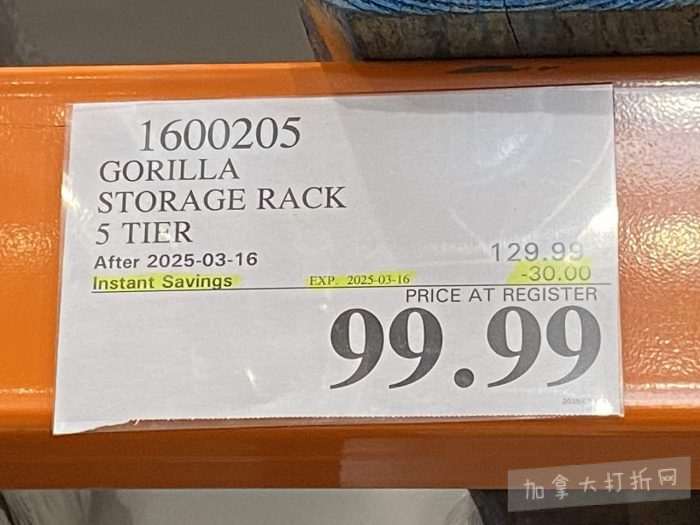 1600205
GORILLA
STORAGE RACK
5 TIER
After 2025-03-16 129.99
Instant Savings EXP. 2025-03-16 -30.00
PRICE AT REGISTER
99.99
加拿大打折网